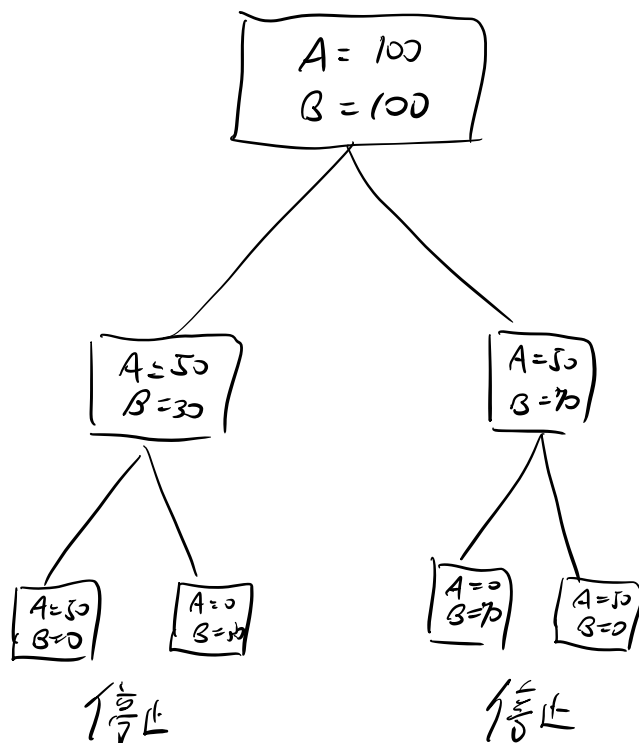 A = 100
B = 100
A = 50
B = 30
A = 50
B = 70
A = 50
B = 0
A = 0
B = 30
A = 0
B = 70
A = 50
B = 0
停止
停止